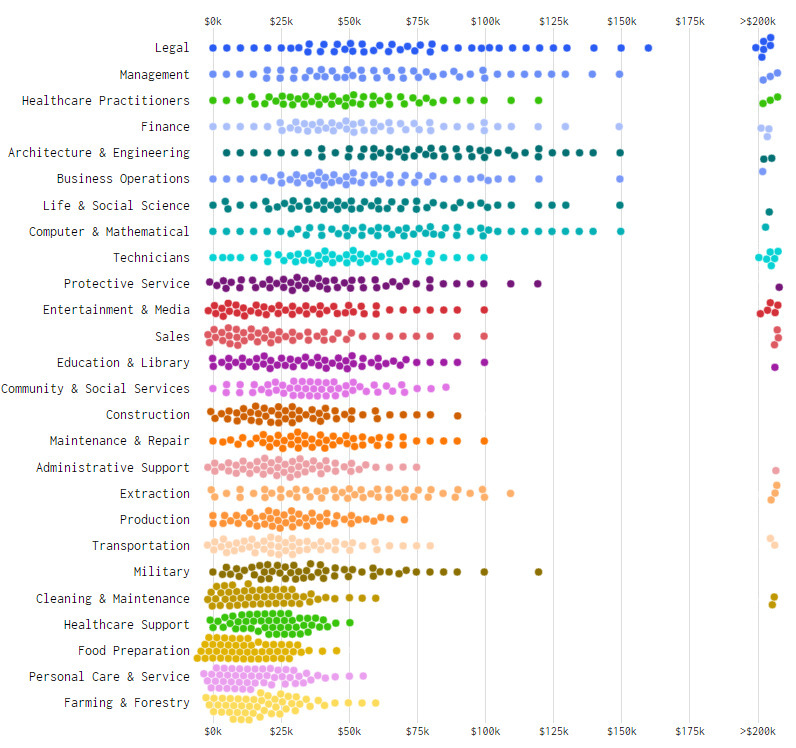 $0k $25k $50k $75k $100k $125k $150k $175k >$200k
Legal
Management
Healthcare Practitioners
Finance
Architecture & Engineering
Business Operations
Life & Social Science
Computer & Mathematical
Technicians
Protective Service
Entertainment & Media
Sales
Education & Library
Community & Social Services
Construction
Maintenance & Repair
Administrative Support
Extraction
Production
Transportation
Military
Cleaning & Maintenance
Healthcare Support
Food Preparation
Personal Care & Service
Farming & Forestry
$0k $25k $50k $75k $100k $125k $150k $175k >$200k